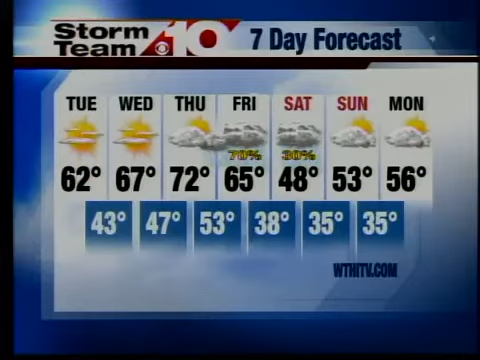 Storm Team 10
7 Day Forecast
TUE WED THU FRI SAT SUN MON
70% 30%
62° 67° 72° 65° 48° 53° 56°
43° 47° 53° 38° 35° 35°
WTHITV.COM